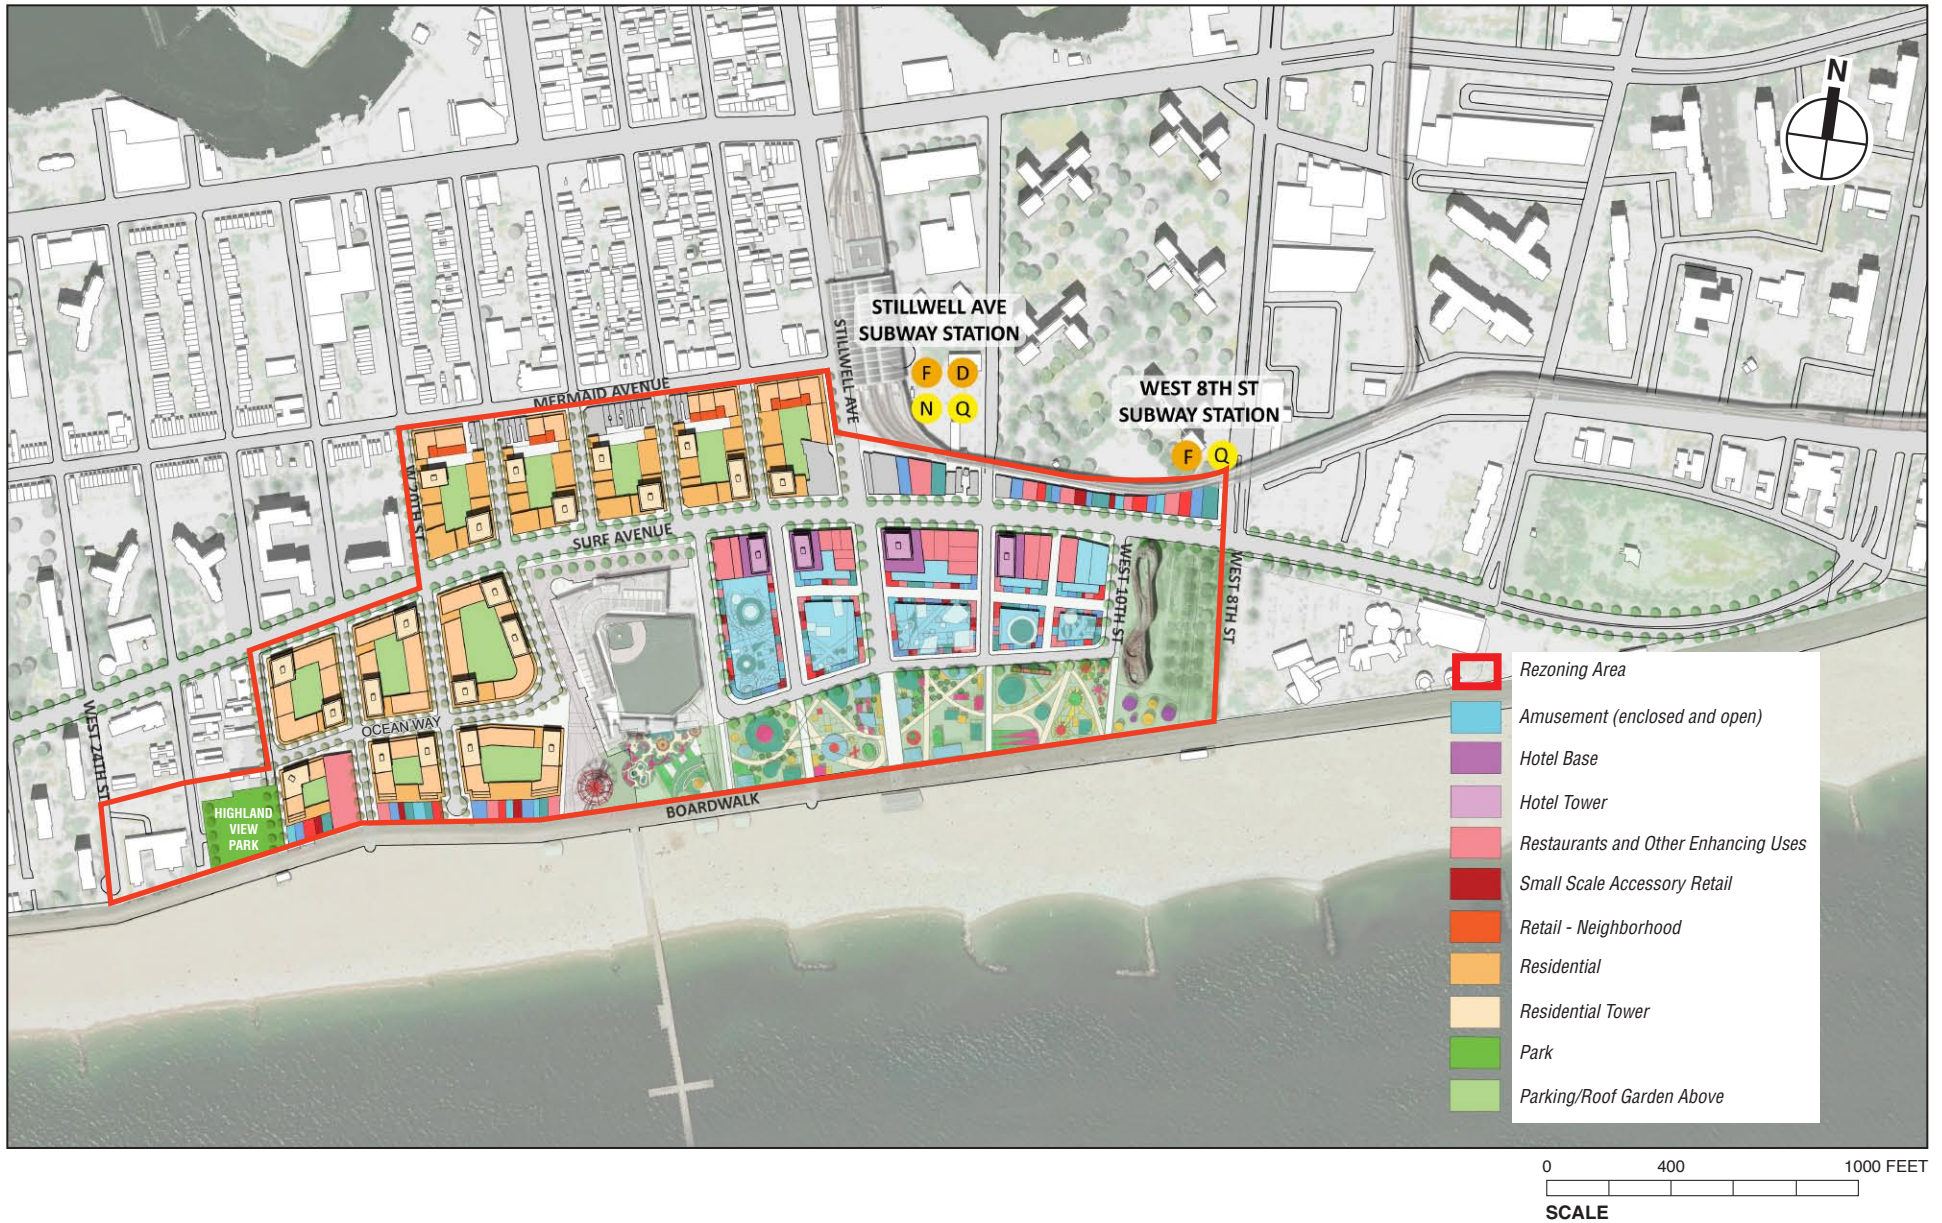 N
STILLWELL AVE
SUBWAY STATION
F D
N Q
STILLWELL AVE
WEST 8TH ST
SUBWAY STATION
F Q
MERMAID AVENUE
W 20TH ST
SURF AVENUE
WEST 10TH ST
WEST 8TH ST
OCEAN WAY
WEST 24TH ST
HIGHLAND
VIEW
PARK
BOARDWALK
Rezoning Area
Amusement (enclosed and open)
Hotel Base
Hotel Tower
Restaurants and Other Enhancing Uses
Small Scale Accessory Retail
Retail - Neighborhood
Residential
Residential Tower
Park
Parking/Roof Garden Above
0 400 1000 FEET
SCALE